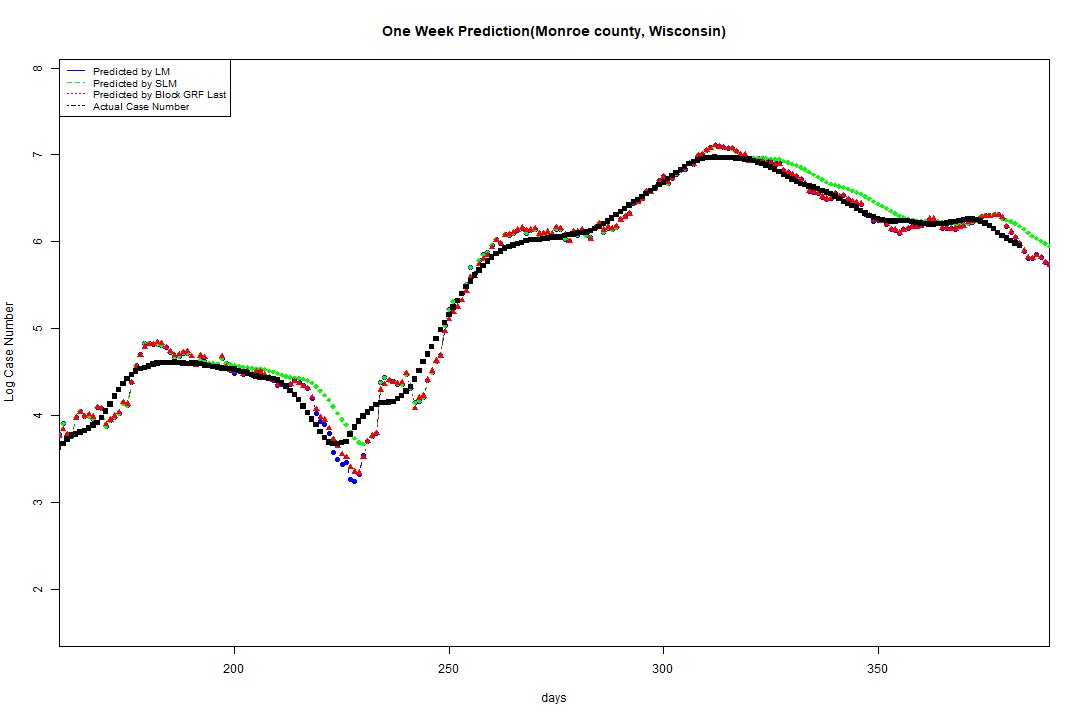 One Week Prediction(Monroe county, Wisconsin)
Predicted by LM
Predicted by SLM
Predicted by Block GRF Last
Actual Case Number
Log Case Number
8
7
6
5
4
3
2
200 250 300 350
days